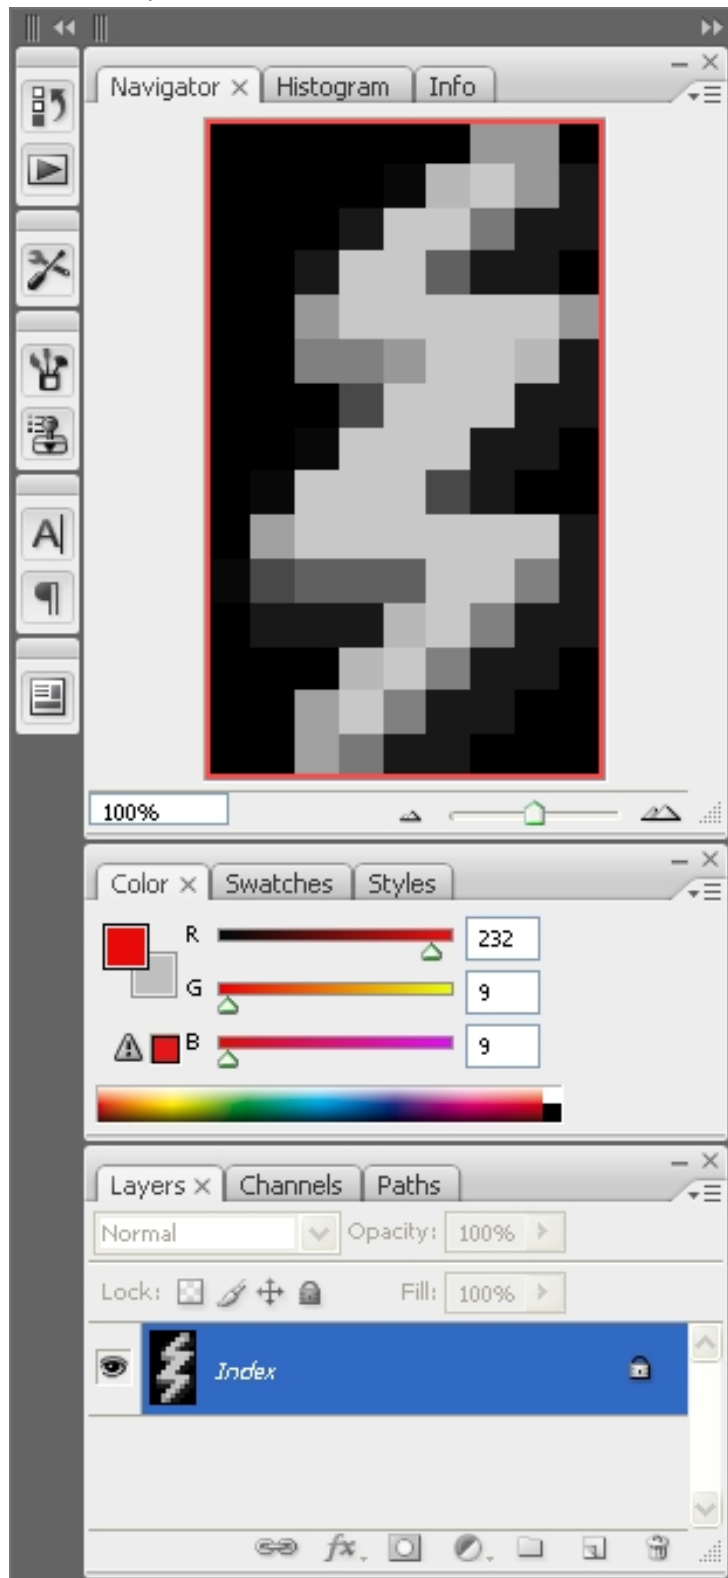 Navigator × Histogram Info
A
¶
100%
Color × Swatches Styles
R 232
G 9
B 9
Layers × Channels Paths
Normal Opacity: 100%
Lock: Fill: 100%
Index
fx.